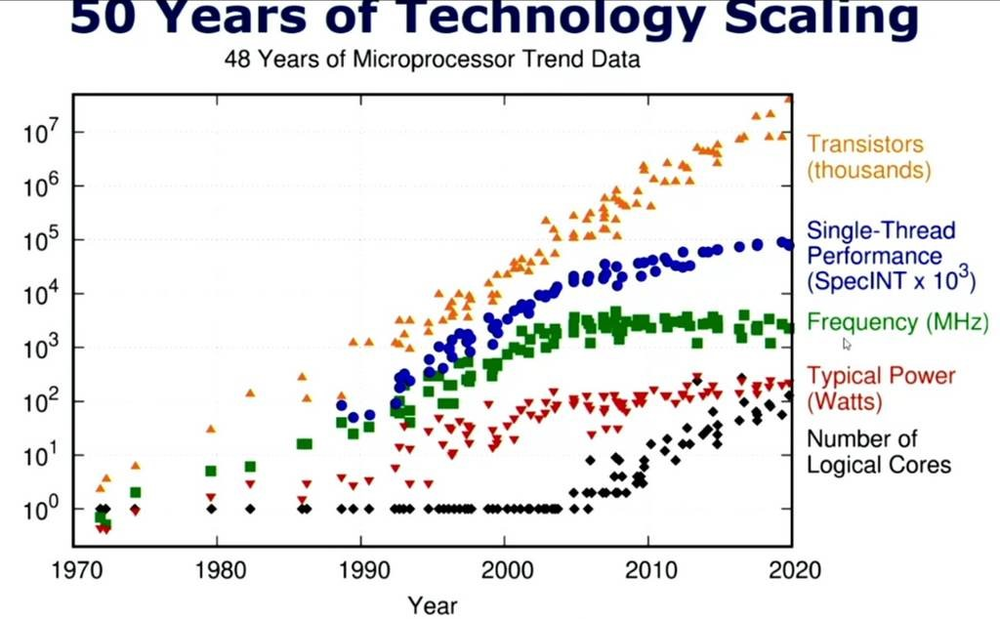 50 Years of Technology Scaling
48 Years of Microprocessor Trend Data
10^7
10^6
10^5
10^4
10^3
10^2
10^1
10^0
Transistors
(thousands)
Single-Thread
Performance
(SpecINT x 10^3)
Frequency (MHz)
Typical Power
(Watts)
Number of
Logical Cores
1970 1980 1990 2000 2010 2020
Year